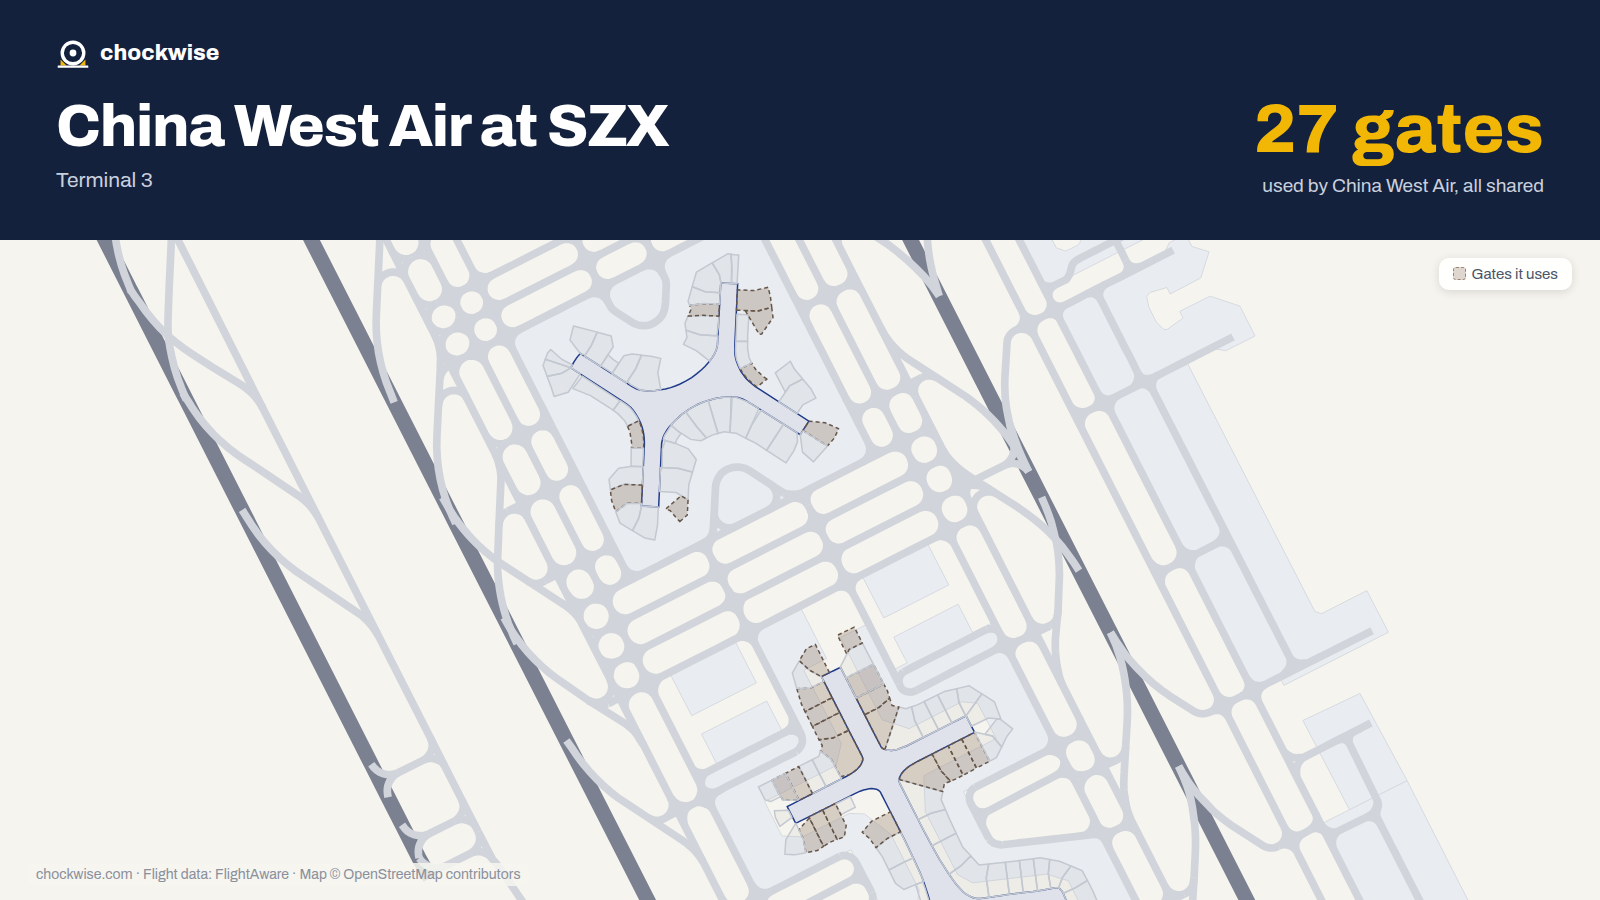 chockwise
China West Air at SZX
Terminal 3
27 gates
used by China West Air, all shared
Gates it uses
chockwise.com · Flight data: FlightAware · Map © OpenStreetMap contributors